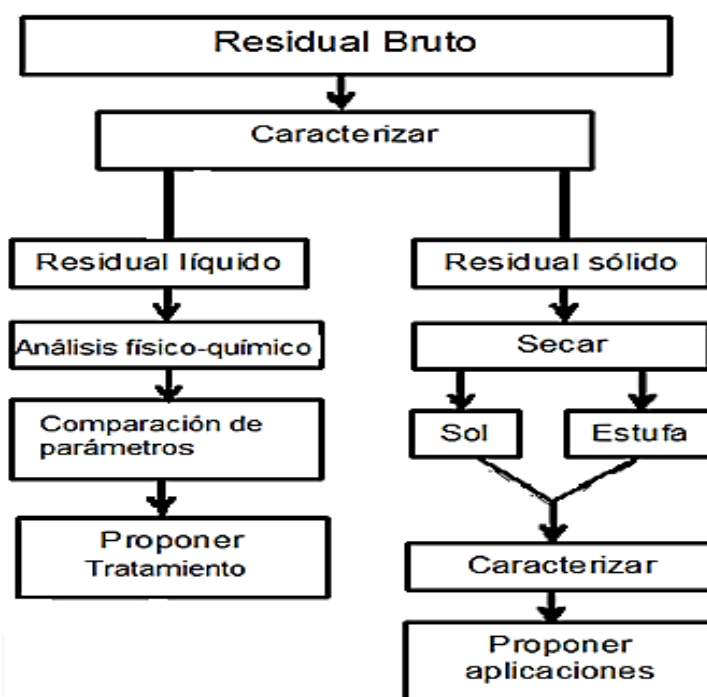 Residual Bruto
Caracterizar
Residual líquido
Residual sólido
Análisis físico-químico
Secar
Comparación de
parámetros
Sol
Estufa
Proponer
Tratamiento
Caracterizar
Proponer
aplicaciones